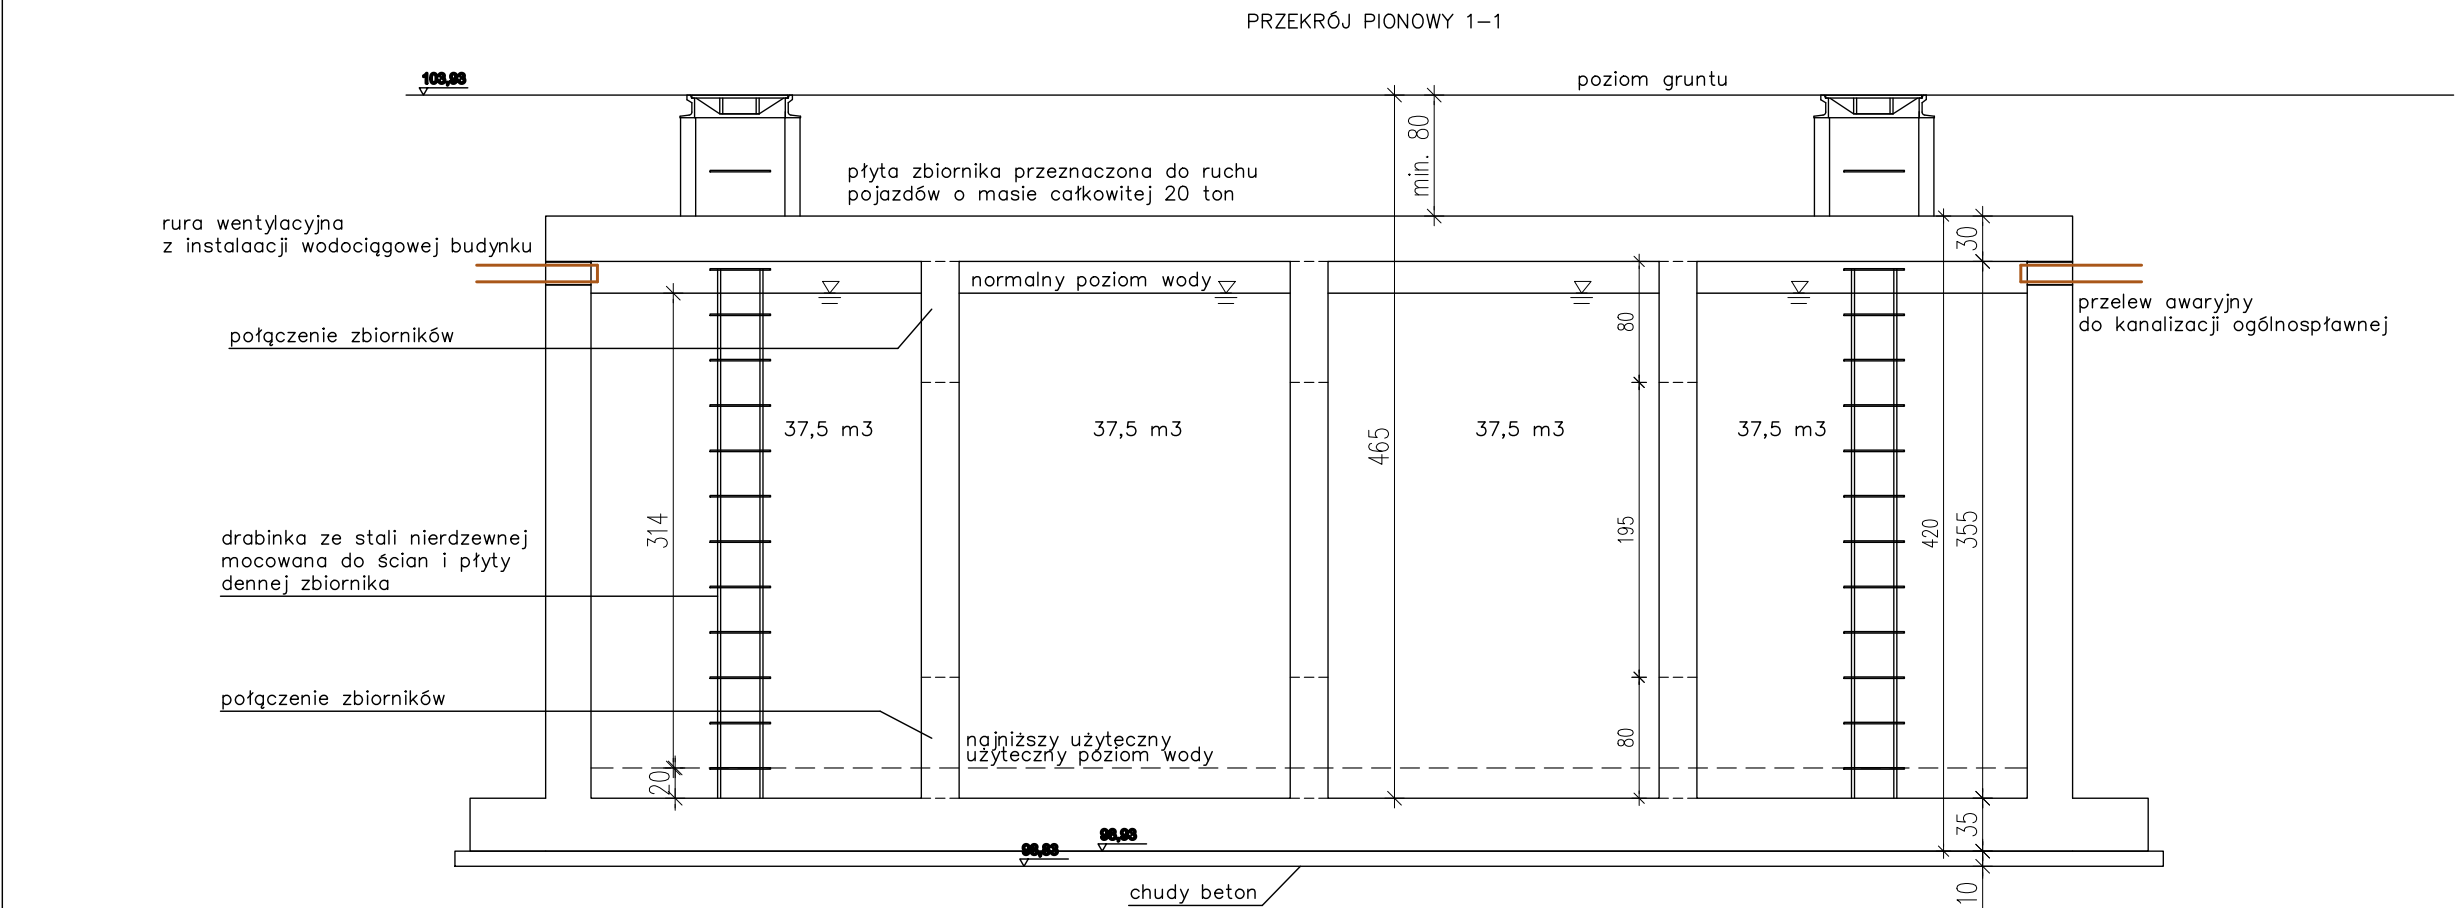 PRZEKRÓJ PIONOWY 1-1
103,93
poziom gruntu
min. 80
płyta zbiornika przeznaczona do ruchu
pojazdów o masie całkowitej 20 ton
rura wentylacyjna
z instalaacji wodociągowej budynku
30
normalny poziom wody
przelew awaryjny
do kanalizacji ogólnospławnej
80
połączenie zbiorników
37,5 m3
37,5 m3
37,5 m3
37,5 m3
465
314
195
420
355
drabinka ze stali nierdzewnej
mocowana do ścian i płyty
dennej zbiornika
połączenie zbiorników
najniższy użyteczny
użyteczny poziom wody
80
20
35
98,93
98,83
chudy beton
10